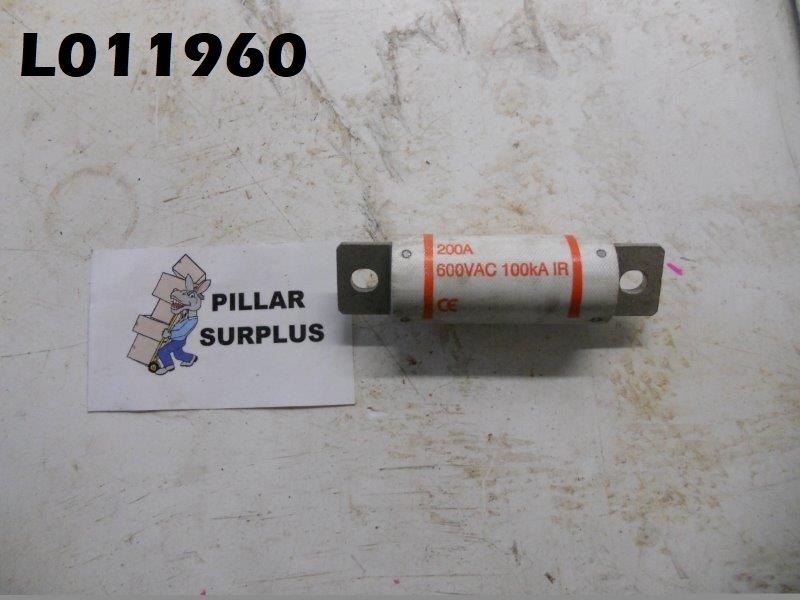 L011960
PILLAR
SURPLUS
200A
600VAC 100kA IR
CE